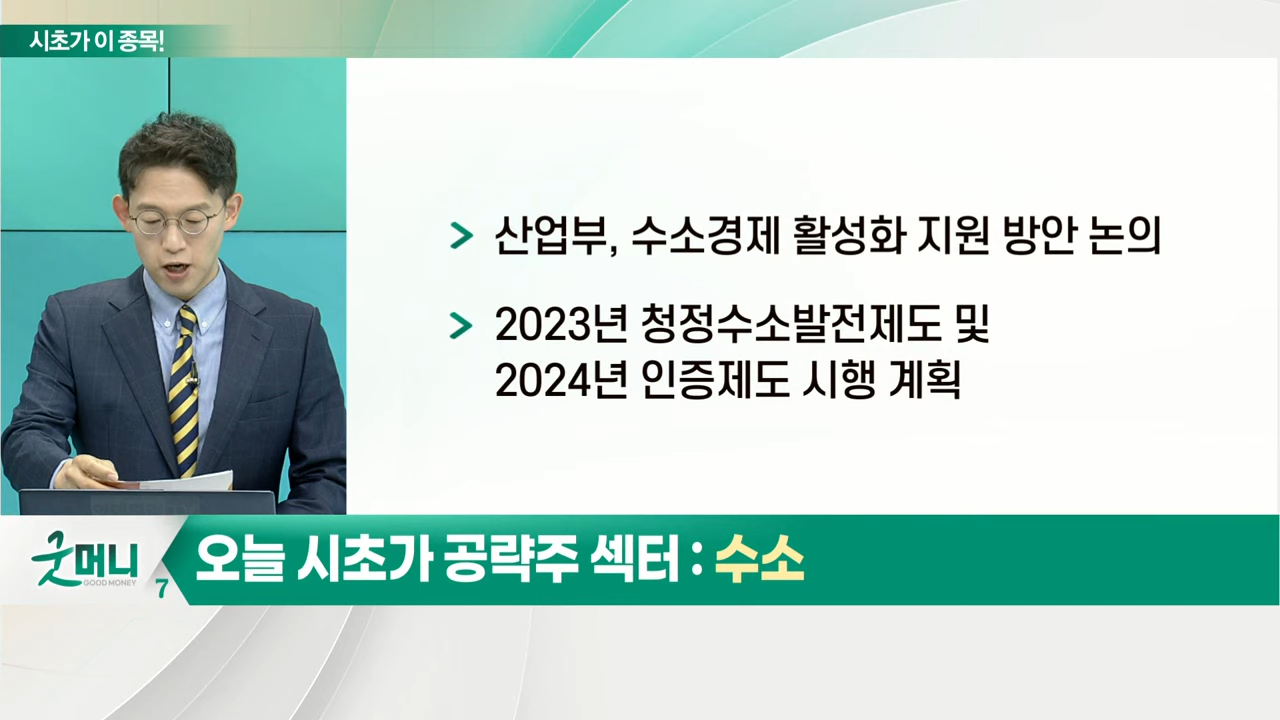 시초가 이 종목!
> 산업부, 수소경제 활성화 지원 방안 논의
> 2023년 청정수소발전제도 및
2024년 인증제도 시행 계획
굿머니
GOOD MONEY
7
오늘 시초가 공략주 섹터 : 수소